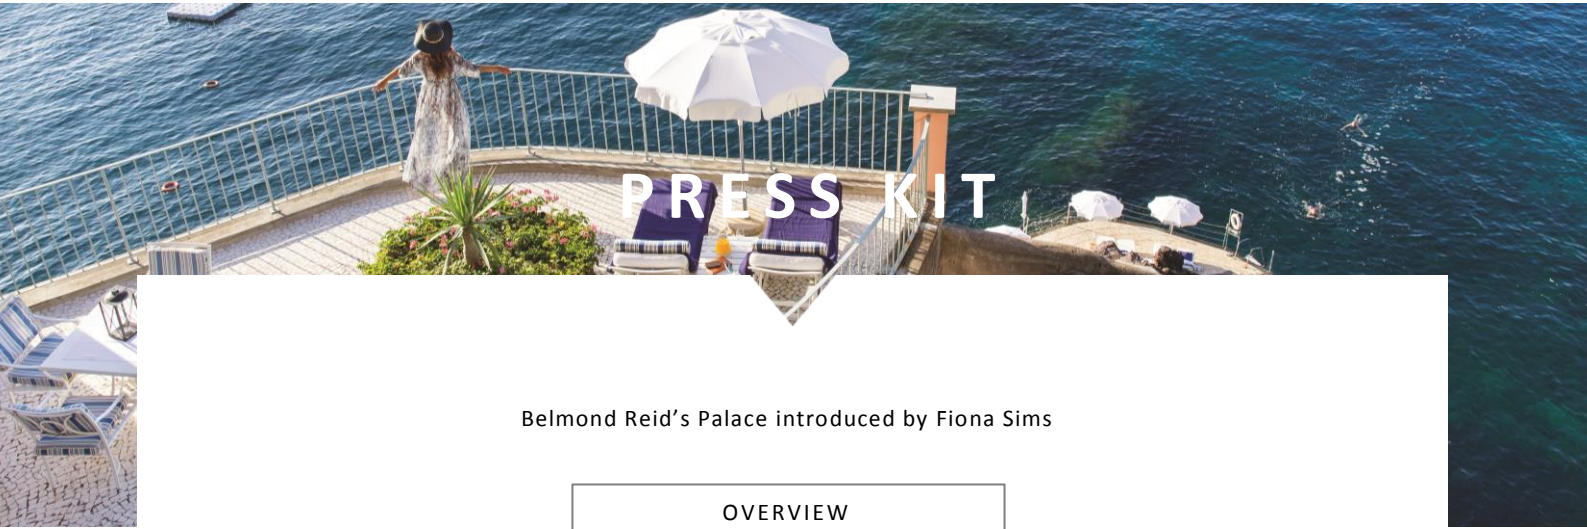 PRESS KIT
Belmond Reid’s Palace introduced by Fiona Sims
OVERVIEW